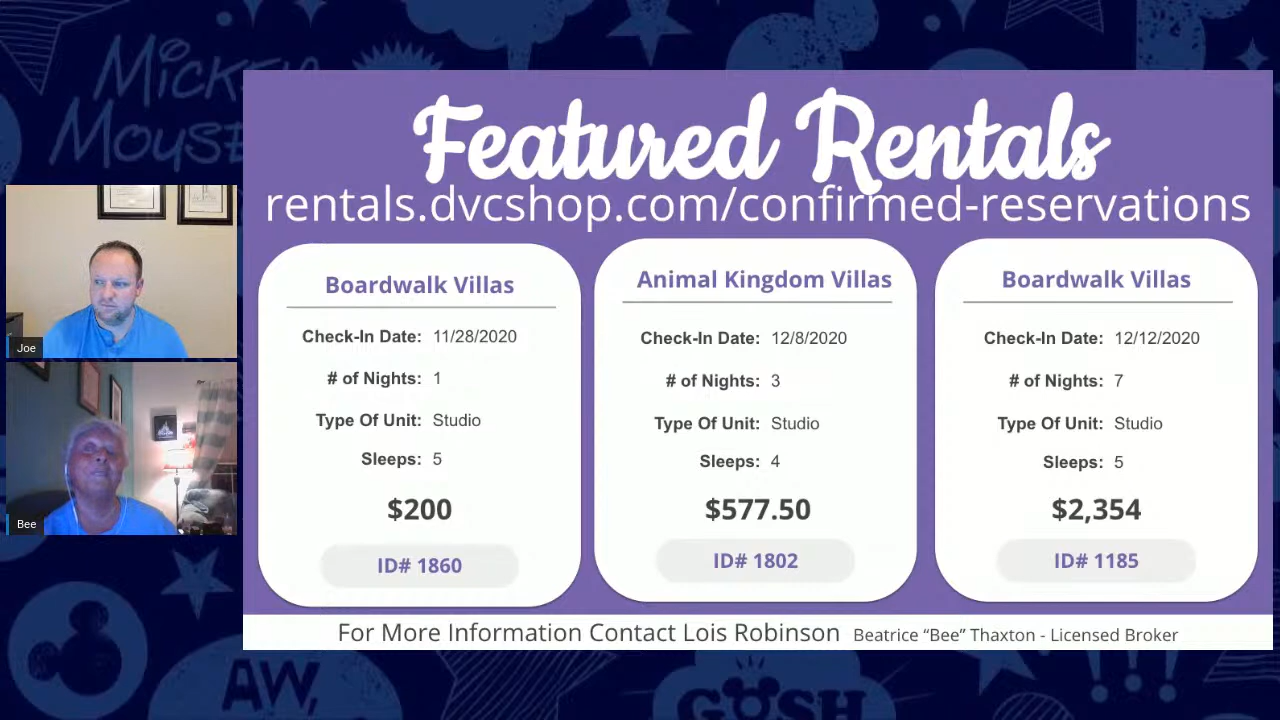 Mickey
Mouse
Featured Rentals
rentals.dvcshop.com/confirmed-reservations
Boardwalk Villas
Check-In Date: 11/28/2020
# of Nights: 1
Type Of Unit: Studio
Sleeps: 5
$200
ID# 1860
Animal Kingdom Villas
Check-In Date: 12/8/2020
# of Nights: 3
Type Of Unit: Studio
Sleeps: 4
$577.50
ID# 1802
Boardwalk Villas
Check-In Date: 12/12/2020
# of Nights: 7
Type Of Unit: Studio
Sleeps: 5
$2,354
ID# 1185
For More Information Contact Lois Robinson Beatrice “Bee” Thaxton - Licensed Broker
Joe
Bee
AW,
GOSH
!!!